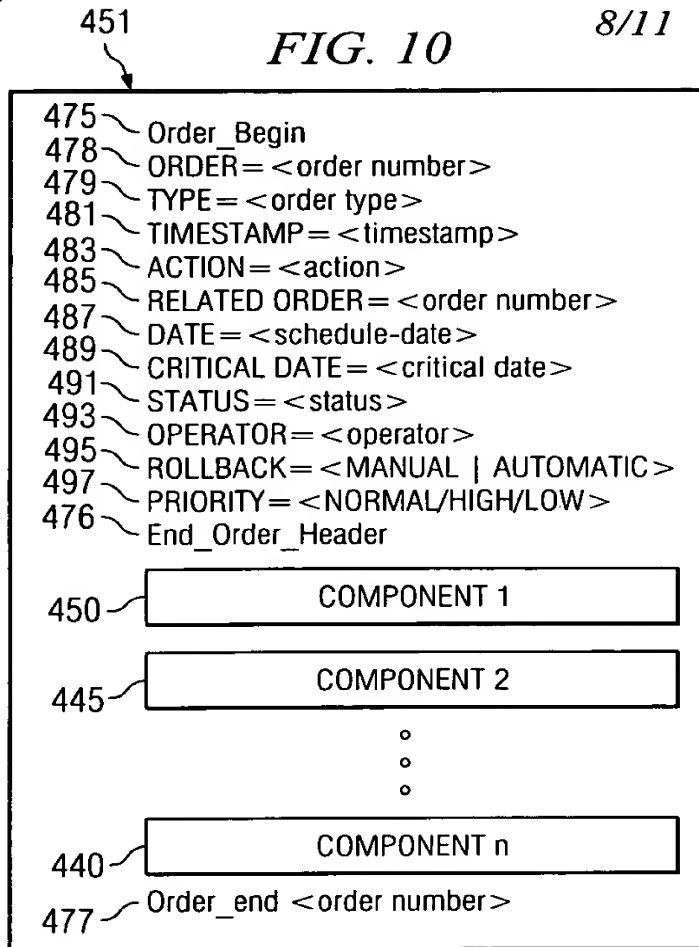 451 FIG. 10 8/11
475 Order_Begin
478 ORDER= <order number>
479 TYPE= <order type>
481 TIMESTAMP= <timestamp>
483 ACTION= <action>
485 RELATED ORDER= <order number>
487 DATE= <schedule-date>
489 CRITICAL DATE= <critical date>
491 STATUS= <status>
493 OPERATOR= <operator>
495 ROLLBACK= <MANUAL | AUTOMATIC>
497 PRIORITY= <NORMAL/HIGH/LOW>
476 End_Order_Header
450 COMPONENT 1
445 COMPONENT 2
440 COMPONENT n
477 Order_end <order number>